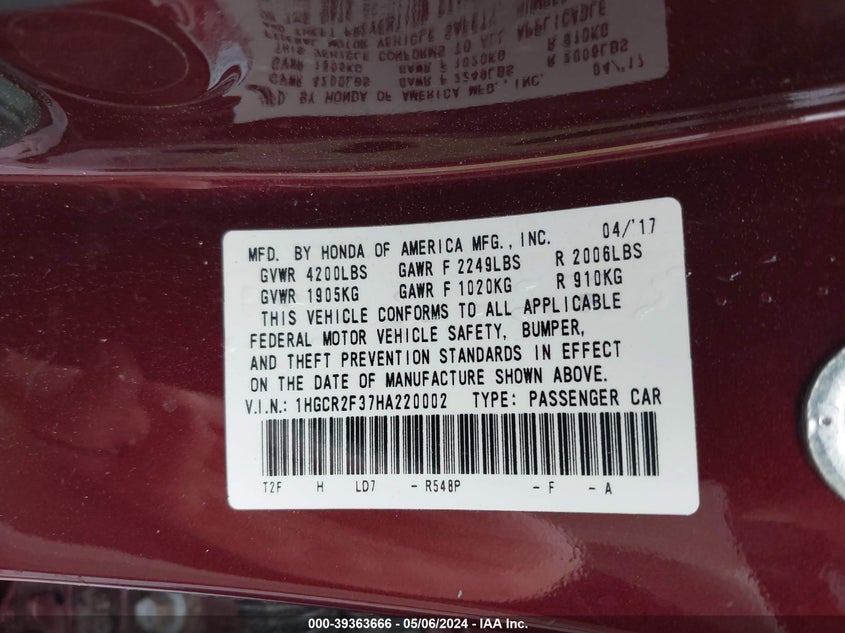 04/'17
MFD. BY HONDA OF AMERICA MFG., INC.
GVWR 4200LBS GAWR F 2249LBS R 2006LBS
GVWR 1905KG GAWR F 1020KG R 910KG
THIS VEHICLE CONFORMS TO ALL APPLICABLE
FEDERAL MOTOR VEHICLE SAFETY, BUMPER,
AND THEFT PREVENTION STANDARDS IN EFFECT
ON THE DATE OF MANUFACTURE SHOWN ABOVE.
V.I.N.: 1HGCR2F37HA220002 TYPE: PASSENGER CAR
T2F H LD7 - R548P - F - A
000-39363666 - 05/06/2024 - IAA Inc.